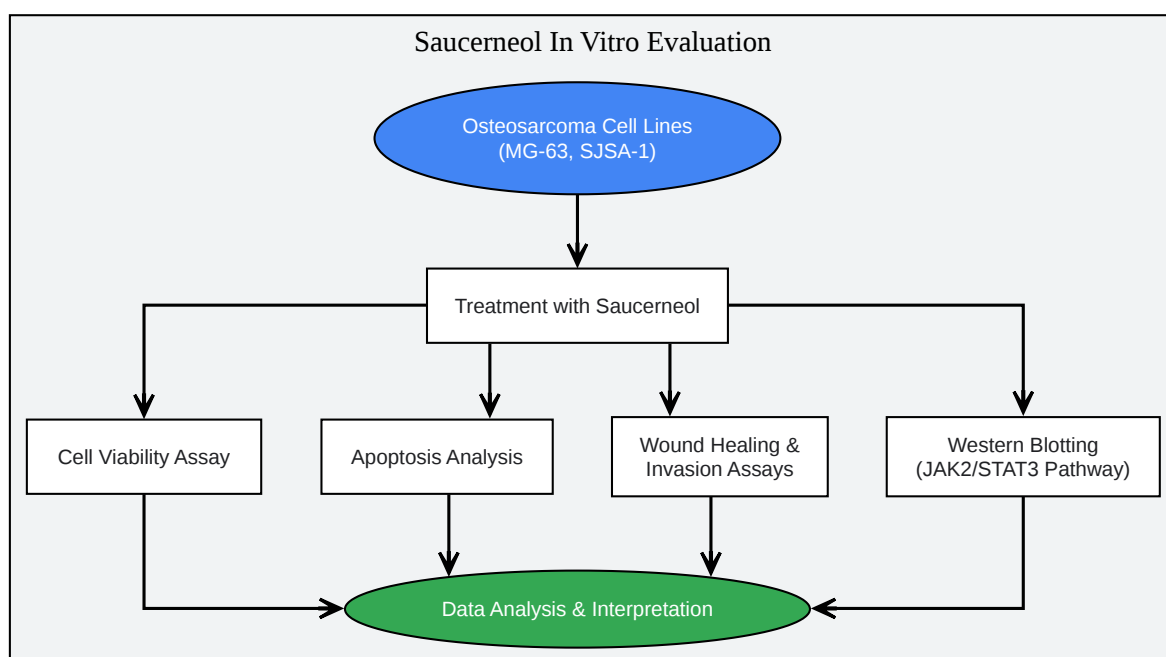 Saucerneol In Vitro Evaluation
Osteosarcoma Cell Lines
(MG-63, SJSA-1)
Treatment with Saucerneol
Cell Viability Assay
Apoptosis Analysis
Wound Healing &
Invasion Assays
Western Blotting
(JAK2/STAT3 Pathway)
Data Analysis & Interpretation